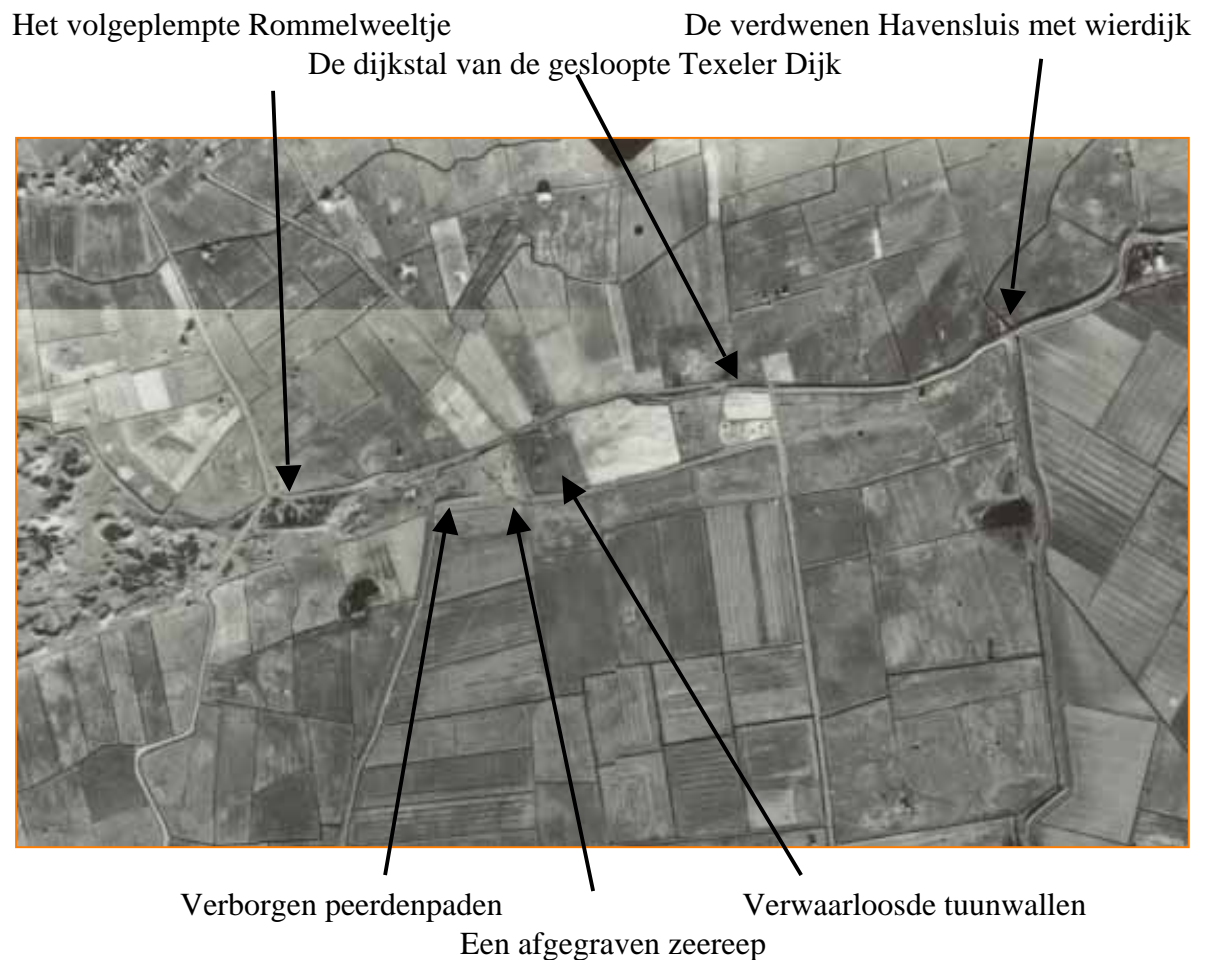 Het volgeplempte Rommelweeltje
De verdwenen Havensluis met wierdijk
De dijkstal van de gesloopte Texeler Dijk
Verborgen peerdenpaden
Verwaarloosde tuunwallen
Een afgegraven zeereep